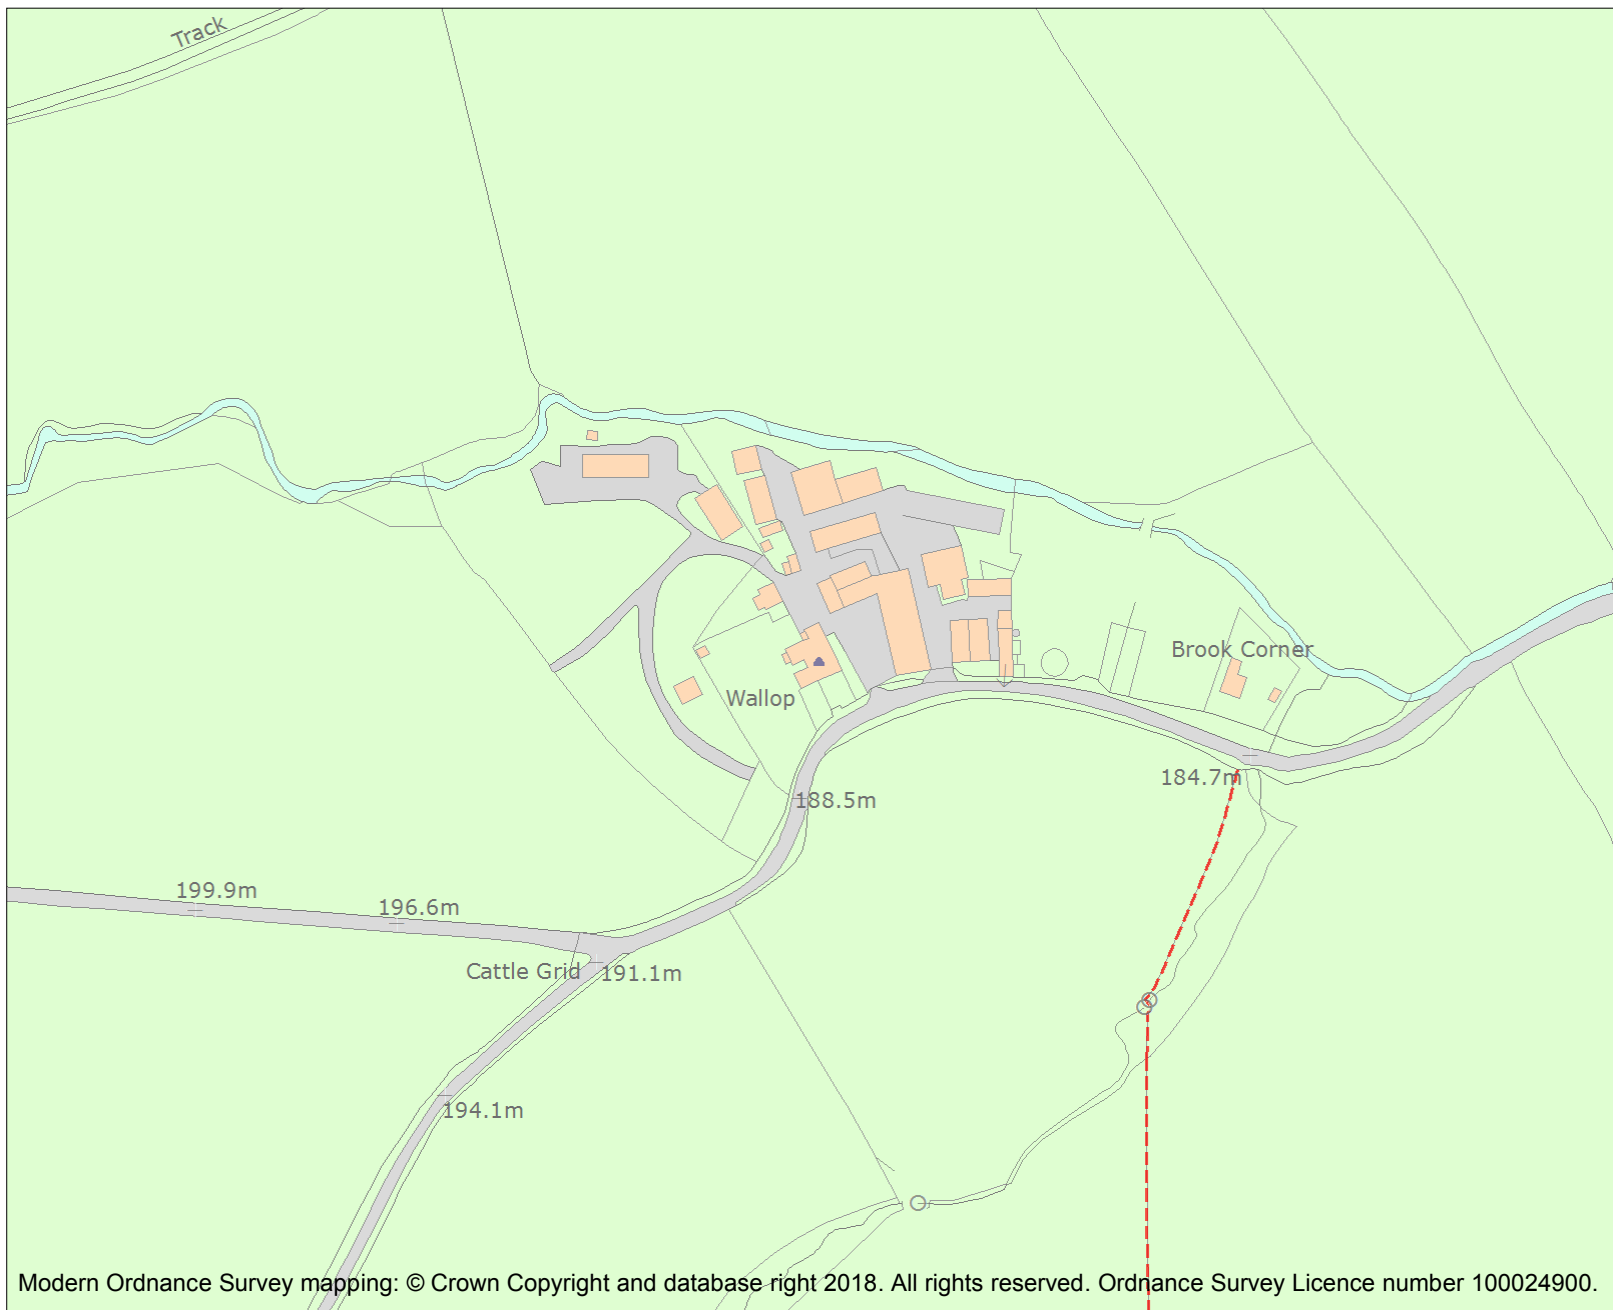 Track
Brook Corner
Wallop
184.7m
188.5m
199.9m
196.6m
Cattle Grid
191.1m
194.1m
Modern Ordnance Survey mapping: © Crown Copyright and database right 2018. All rights reserved. Ordnance Survey Licence number 100024900.